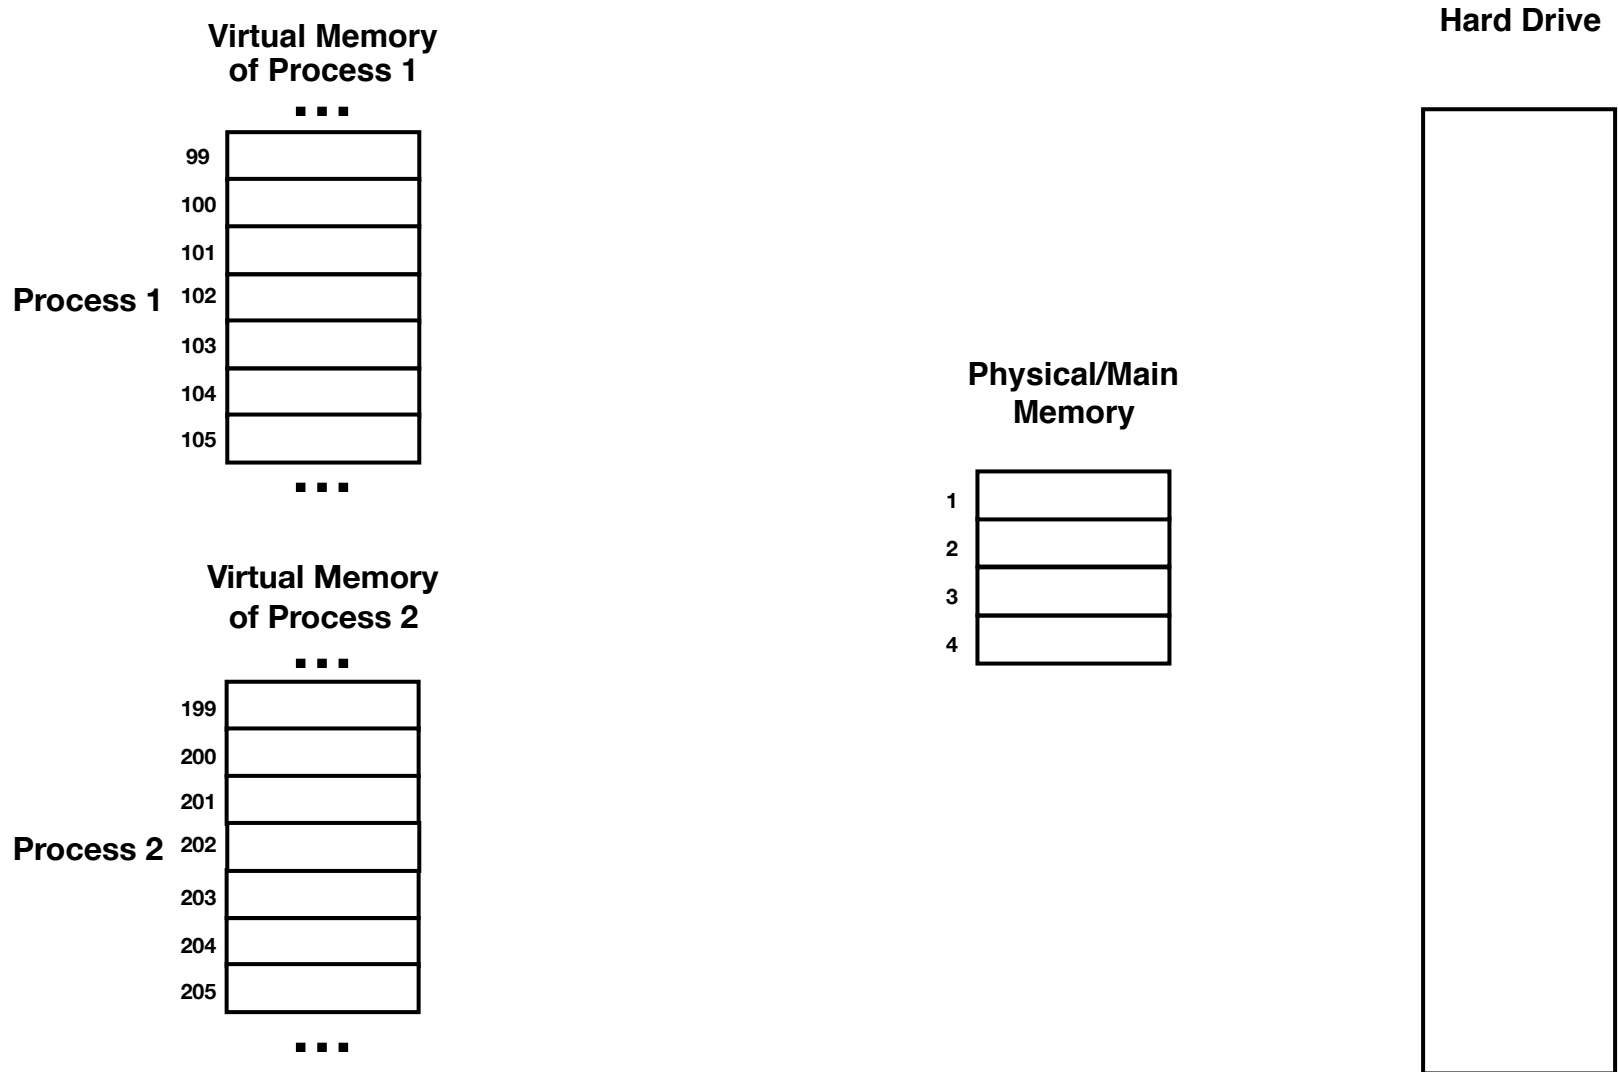 Hard Drive
Virtual Memory
of Process 1
...
99
100
101
Process 1 102
103
104
105
...
Physical/Main
Memory
1
2
3
4
Virtual Memory
of Process 2
...
199
200
201
Process 2 202
203
204
205
...